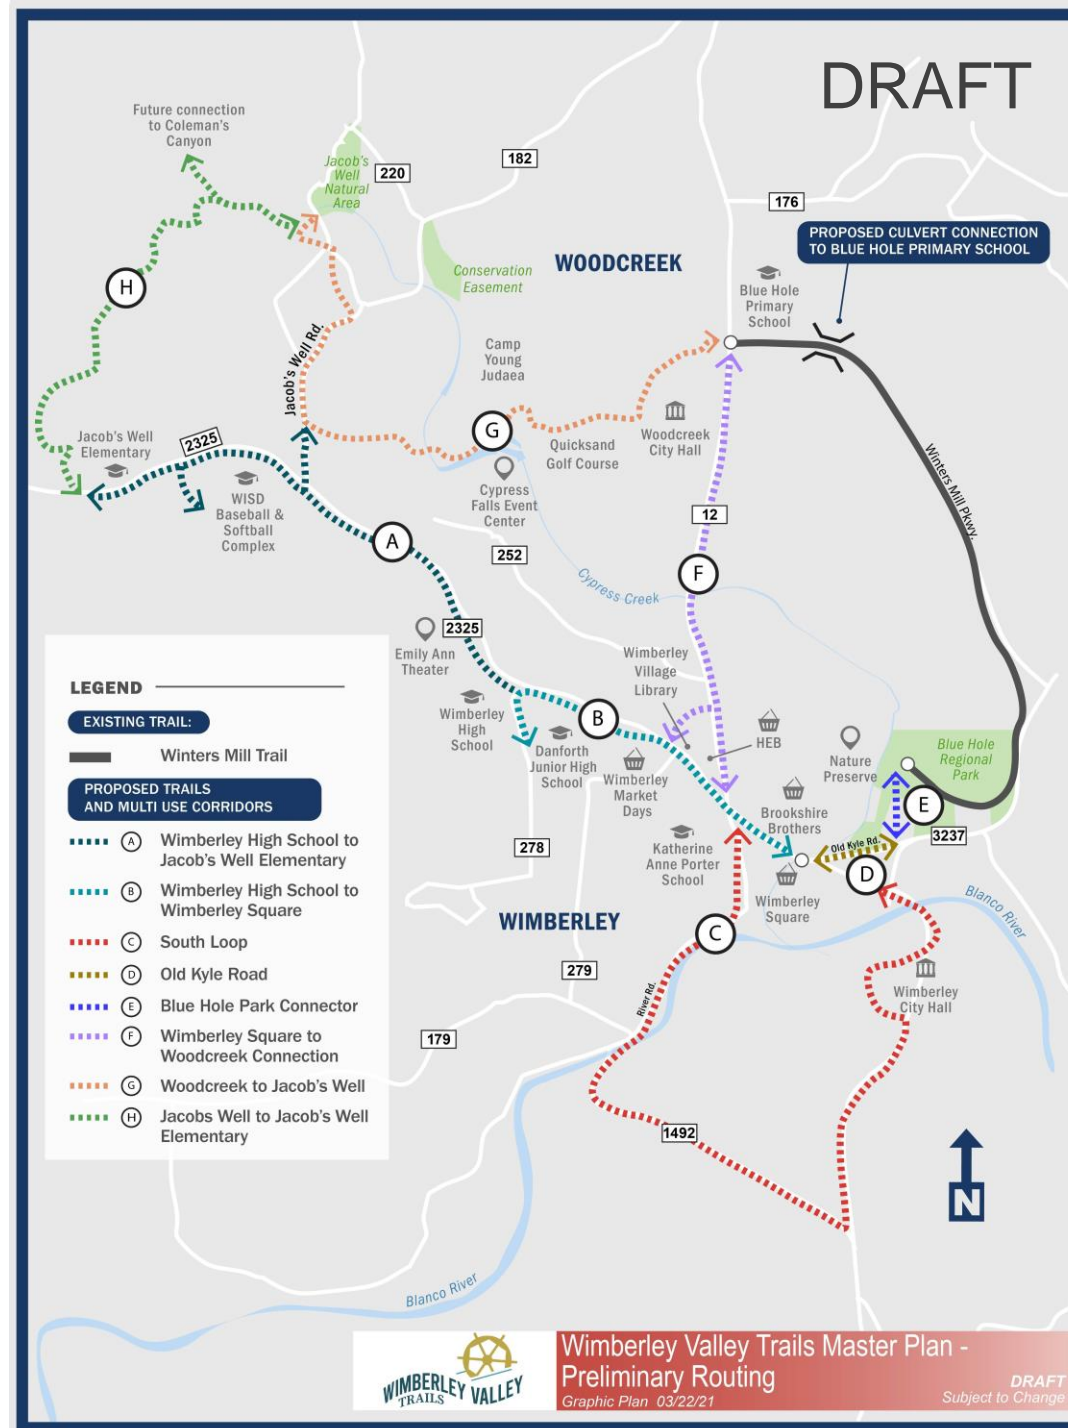 DRAFT
Future connection
to Coleman's
Canyon
Jacob's
Well
Natural
Area
220
182
176
PROPOSED CULVERT CONNECTION
TO BLUE HOLE PRIMARY SCHOOL
WOODCREEK
Conservation
Easement
Blue Hole
Primary
School
H
Jacob's Well Rd.
Camp
Young
Judaea
G
Quicksand
Golf Course
Woodcreek
City Hall
Jacob's Well
Elementary
2325
WISD
Baseball &
Softball
Complex
Cypress
Falls Event
Center
Winters Mill Pkwy.
12
A
252
F
Cypress Creek
2325
Emily Ann
Theater
Wimberley
Village
Library
Wimberley
High
School
B
Danforth
Junior High
School
Wimberley
Market
Days
HEB
Nature
Preserve
Blue Hole
Regional
Park
E
Brookshire
Brothers
3237
Old Kyle Rd.
278
Katherine
Anne Porter
School
D
Wimberley
Square
Blanco
River
WIMBERLEY
C
279
River Rd.
Wimberley
City Hall
179
1492
LEGEND
EXISTING TRAIL:
Winters Mill Trail
PROPOSED TRAILS
AND MULTI USE CORRIDORS
A Wimberley High School to
Jacob's Well Elementary
B Wimberley High School to
Wimberley Square
C South Loop
D Old Kyle Road
E Blue Hole Park Connector
F Wimberley Square to
Woodcreek Connection
G Woodcreek to Jacob's Well
H Jacobs Well to Jacob's Well
Elementary
N
Blanco River
WIMBERLEY VALLEY
TRAILS
Wimberley Valley Trails Master Plan -
Preliminary Routing
Graphic Plan 03/22/21
DRAFT
Subject to Change